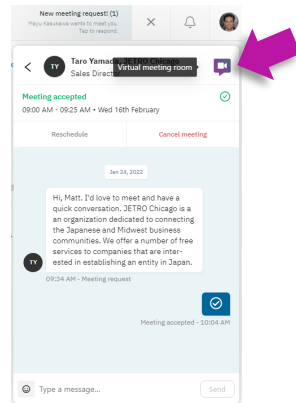 New meeting request! (1)
Mayu Kasukawa wants to meet you.
Tap to respond.
TY
Taro Yamada, JETRO Chicago
Sales Director
Virtual meeting room
Meeting accepted
09:00 AM - 09:25 AM • Wed 16th February
Reschedule
Cancel meeting
Jan 24, 2022
Hi, Matt. I'd love to meet and have a
quick conversation. JETRO Chicago is a
an organization dedicated to connecting
the Japanese and Midwest business
communities. We offer a number of free
services to companies that are inter-
ested in establishing an entity in Japan.
TY
09:34 AM - Meeting request
Meeting accepted - 10:04 AM
Type a message...
Send